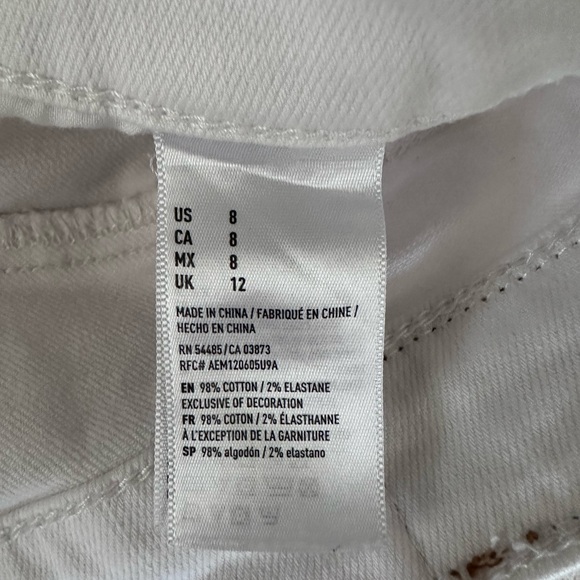 US 8
CA 8
MX 8
UK 12
MADE IN CHINA / FABRIQUÉ EN CHINE /
HECHO EN CHINA
RN 54485/CA 03873
RFC# AEM120605U9A
EN 98% COTTON / 2% ELASTANE
EXCLUSIVE OF DECORATION
FR 98% COTON / 2% ÉLASTHANNE
À L'EXCEPTION DE LA GARNITURE
SP 98% algodón / 2% elastano